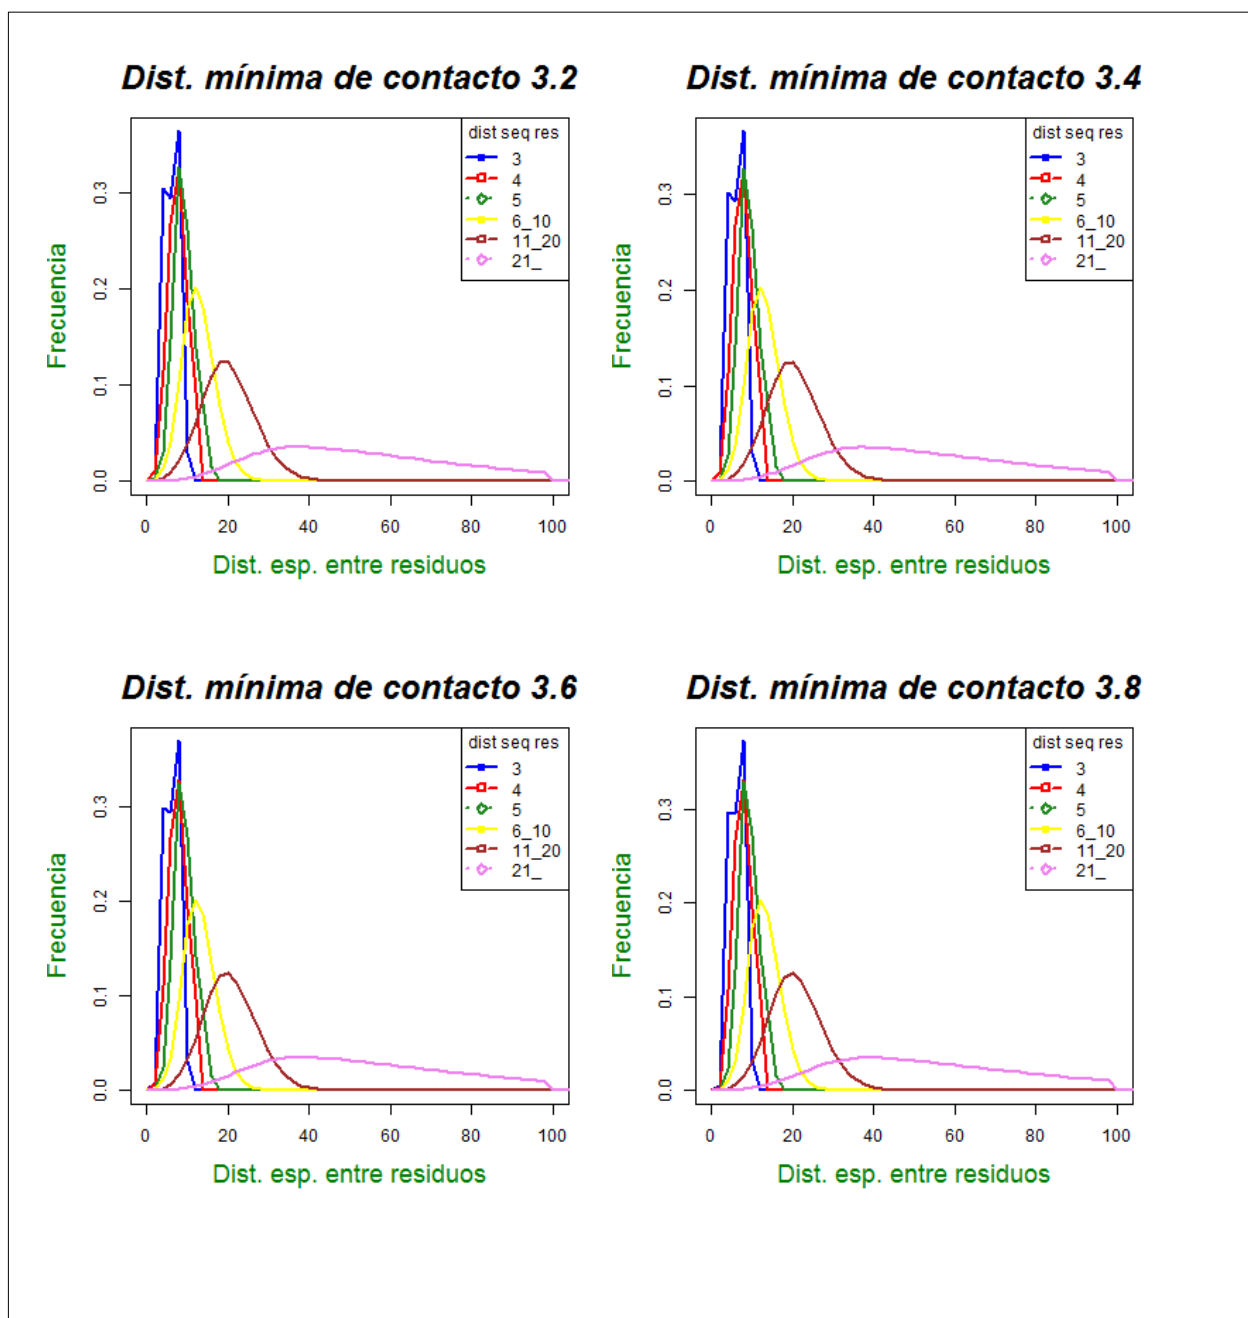 Dist. mínima de contacto 3.2
dist seq res
3
4
5
6_10
11_20
21_
Frecuencia
0.3
0.2
0.1
0.0
0 20 40 60 80 100
Dist. esp. entre residuos
Dist. mínima de contacto 3.4
dist seq res
3
4
5
6_10
11_20
21_
Frecuencia
0.3
0.2
0.1
0.0
0 20 40 60 80 100
Dist. esp. entre residuos
Dist. mínima de contacto 3.6
dist seq res
3
4
5
6_10
11_20
21_
Frecuencia
0.3
0.2
0.1
0.0
0 20 40 60 80 100
Dist. esp. entre residuos
Dist. mínima de contacto 3.8
dist seq res
3
4
5
6_10
11_20
21_
Frecuencia
0.3
0.2
0.1
0.0
0 20 40 60 80 100
Dist. esp. entre residuos